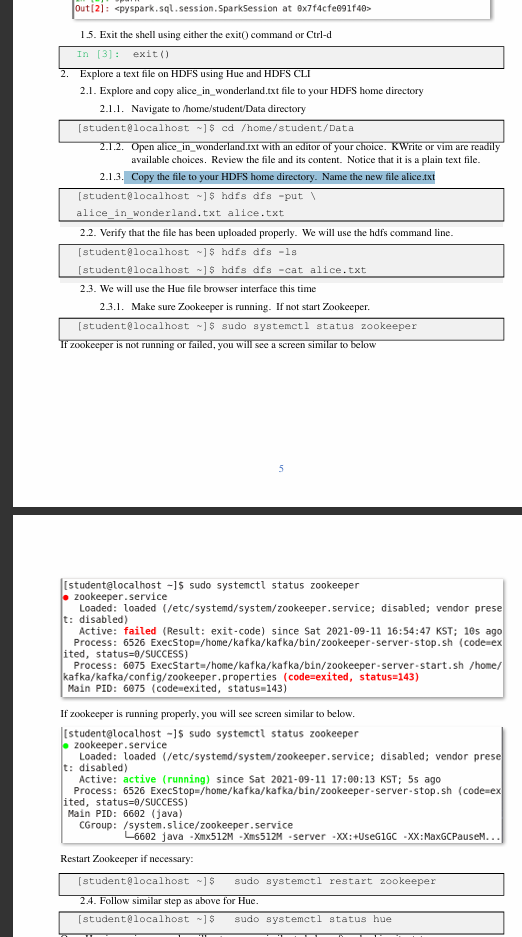 Out[2]: <pyspark.sql.session.SparkSession at 0x7f4cfe091f40>
1.5. Exit the shell using either the exit() command or Ctrl-d
In [3]: exit()
2. Explore a text file on HDFS using Hue and HDFS CLI
2.1. Explore and copy alice_in_wonderland.txt file to your HDFS home directory
2.1.1. Navigate to /home/student/Data directory
[student@localhost ~]$ cd /home/student/Data
2.1.2. Open alice_in_wonderland.txt with an editor of your choice. KWrite or vim are readily
available choices. Review the file and its content. Notice that it is a plain text file.
2.1.3. Copy the file to your HDFS home directory. Name the new file alice.txt
[student@localhost ~]$ hdfs dfs -put \
alice_in_wonderland.txt alice.txt
2.2. Verify that the file has been uploaded properly. We will use the hdfs command line.
[student@localhost ~]$ hdfs dfs -ls
[student@localhost ~]$ hdfs dfs -cat alice.txt
2.3. We will use the Hue file browser interface this time
2.3.1. Make sure Zookeeper is running. If not start Zookeeper.
[student@localhost ~]$ sudo systemctl status zookeeper
If zookeeper is not running or failed, you will see a screen similar to below
5
[student@localhost ~]$ sudo systemctl status zookeeper
● zookeeper.service
Loaded: loaded (/etc/systemd/system/zookeeper.service; disabled; vendor prese
t: disabled)
Active: failed (Result: exit-code) since Sat 2021-09-11 16:54:47 KST; 10s ago
Process: 6526 ExecStop=/home/kafka/kafka/bin/zookeeper-server-stop.sh (code=ex
ited, status=0/SUCCESS)
Process: 6075 ExecStart=/home/kafka/kafka/bin/zookeeper-server-start.sh /home/
kafka/kafka/config/zookeeper.properties (code=exited, status=143)
Main PID: 6075 (code=exited, status=143)
If zookeeper is running properly, you will see screen similar to below.
[student@localhost ~]$ sudo systemctl status zookeeper
● zookeeper.service
Loaded: loaded (/etc/systemd/system/zookeeper.service; disabled; vendor prese
t: disabled)
Active: active (running) since Sat 2021-09-11 17:00:13 KST; 5s ago
Process: 6526 ExecStop=/home/kafka/kafka/bin/zookeeper-server-stop.sh (code=ex
ited, status=0/SUCCESS)
Main PID: 6602 (java)
CGroup: /system.slice/zookeeper.service
└─6602 java -Xmx512M -Xms512M -server -XX:+UseG1GC -XX:MaxGCPauseM...
Restart Zookeeper if necessary:
[student@localhost ~]$ sudo systemctl restart zookeeper
2.4. Follow similar step as above for Hue.
[student@localhost ~]$ sudo systemctl status hue